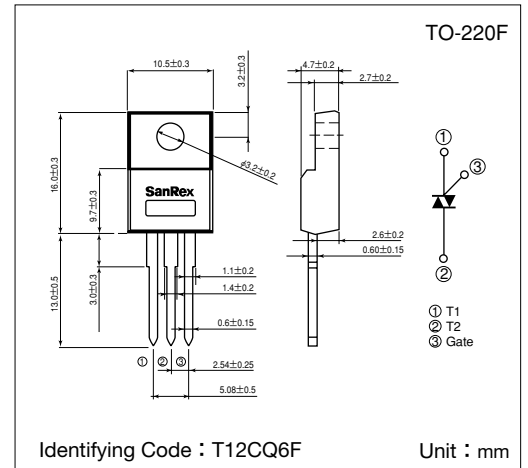 TO-220F
10.5±0.3
3.2±0.3
4.7±0.2
2.7±0.2
16.0±0.3
9.7±0.3
φ3.2±0.2
SanRex
①
③
②
2.6±0.2
0.60±0.15
13.0±0.5
3.0±0.3
1.1±0.2
1.4±0.2
0.6±0.15
① ② ③
2.54±0.25
5.08±0.5
① T1
② T2
③ Gate
Identifying Code：T12CQ6F
Unit：mm